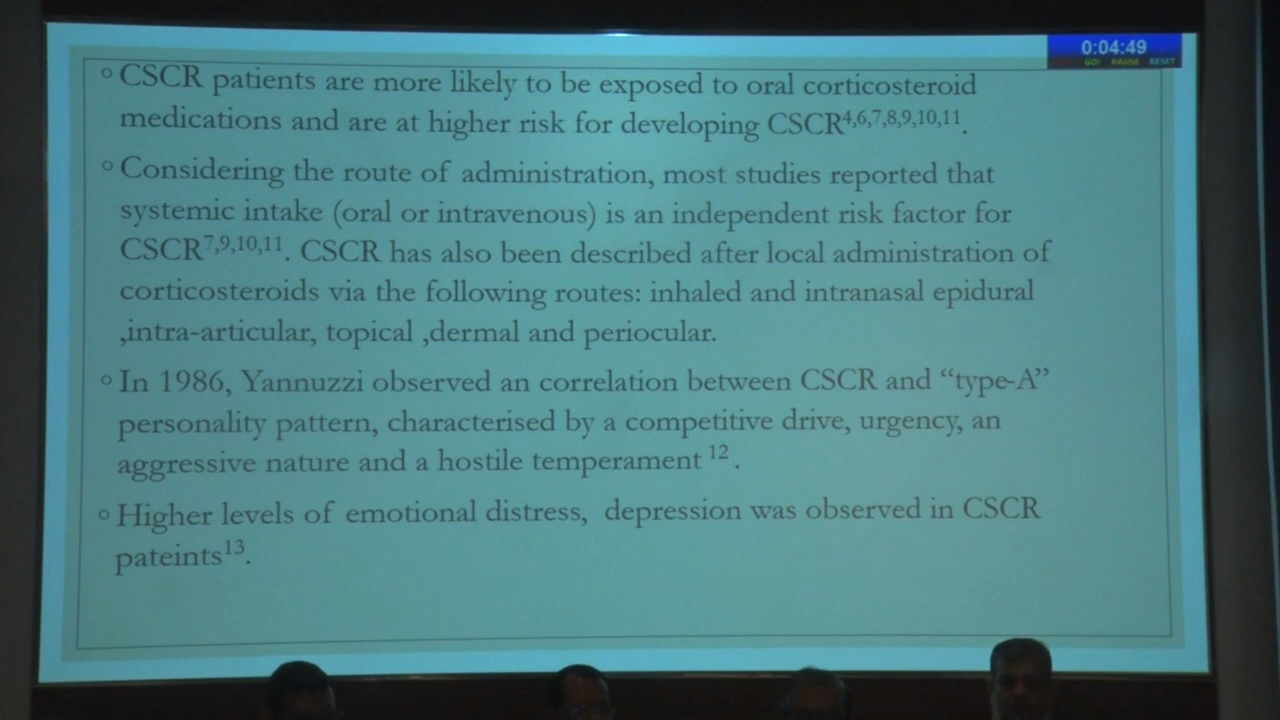 0:04:49
GO! PAUSE RESET
° CSCR patients are more likely to be exposed to oral corticosteroid
medications and are at higher risk for developing CSCR4,6,7,8,9,10,11.
° Considering the route of administration, most studies reported that
systemic intake (oral or intravenous) is an independent risk factor for
CSCR7,9,10,11. CSCR has also been described after local administration of
corticosteroids via the following routes: inhaled and intranasal epidural
,intra-articular, topical ,dermal and periocular.
° In 1986, Yannuzzi observed an correlation between CSCR and “type-A”
personality pattern, characterised by a competitive drive, urgency, an
aggressive nature and a hostile temperament 12 .
° Higher levels of emotional distress, depression was observed in CSCR
pateints13.